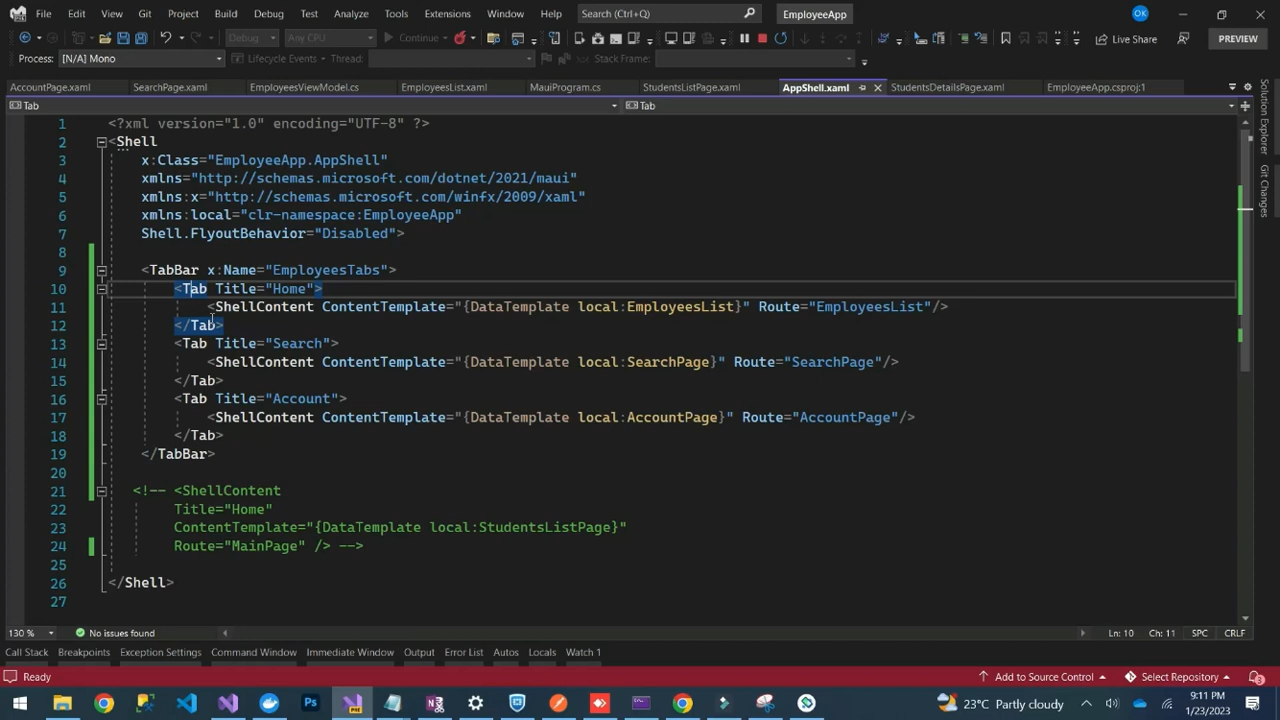 File Edit View Git Project Build Debug Test Analyze Tools Extensions Window Help Search (Ctrl+Q) EmployeeApp OK
Debug Any CPU Continue Live Share PREVIEW
Process: [N/A] Mono Lifecycle Events Thread: Stack Frame:
AccountPage.xaml SearchPage.xaml EmployeesViewModel.cs EmployeesList.xaml MauiProgram.cs StudentsListPage.xaml AppShell.xaml StudentsDetailsPage.xaml EmployeeApp.csproj:1
Tab Tab
1 <?xml version="1.0" encoding="UTF-8" ?>
2 <Shell
3 x:Class="EmployeeApp.AppShell"
4 xmlns="http://schemas.microsoft.com/dotnet/2021/maui"
5 xmlns:x="http://schemas.microsoft.com/winfx/2009/xaml"
6 xmlns:local="clr-namespace:EmployeeApp"
7 Shell.FlyoutBehavior="Disabled">
8
9 <TabBar x:Name="EmployeesTabs">
10 <Tab Title="Home">
11 <ShellContent ContentTemplate="{DataTemplate local:EmployeesList}" Route="EmployeesList"/>
12 </Tab>
13 <Tab Title="Search">
14 <ShellContent ContentTemplate="{DataTemplate local:SearchPage}" Route="SearchPage"/>
15 </Tab>
16 <Tab Title="Account">
17 <ShellContent ContentTemplate="{DataTemplate local:AccountPage}" Route="AccountPage"/>
18 </Tab>
19 </TabBar>
20
21 <!-- <ShellContent
22 Title="Home"
23 ContentTemplate="{DataTemplate local:StudentsListPage}"
24 Route="MainPage" /> -->
25
26 </Shell>
27
Solution Explorer
Git Changes
130 % No issues found Ln: 10 Ch: 11 SPC CRLF
Call Stack Breakpoints Exception Settings Command Window Immediate Window Output Error List Autos Locals Watch 1
Ready Add to Source Control Select Repository
23°C Partly cloudy 9:11 PM
1/23/2023